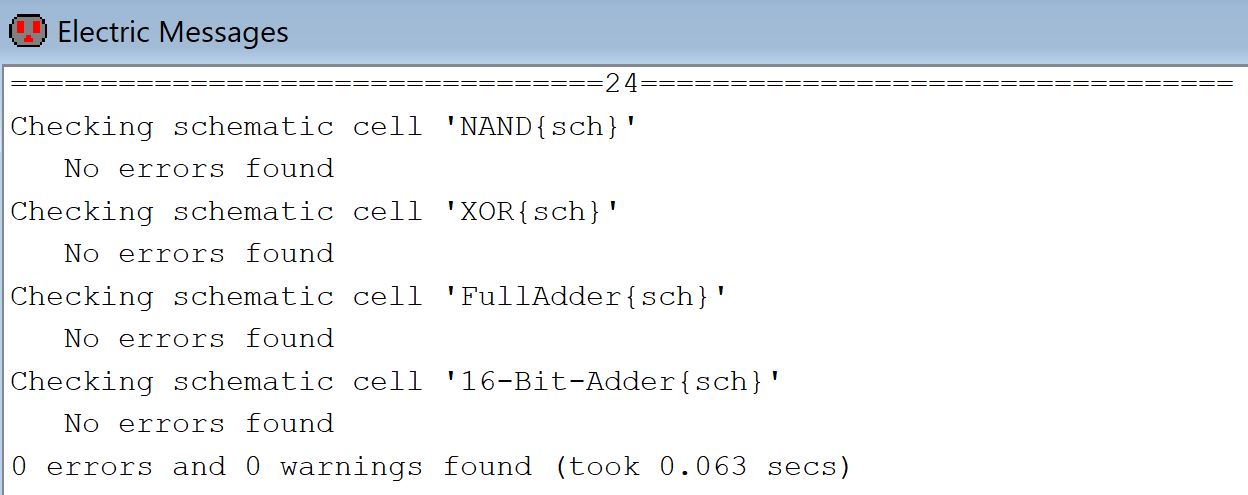 Electric Messages
=================================24=================================
Checking schematic cell 'NAND{sch}'
   No errors found
Checking schematic cell 'XOR{sch}'
   No errors found
Checking schematic cell 'FullAdder{sch}'
   No errors found
Checking schematic cell '16-Bit-Adder{sch}'
   No errors found
0 errors and 0 warnings found (took 0.063 secs)